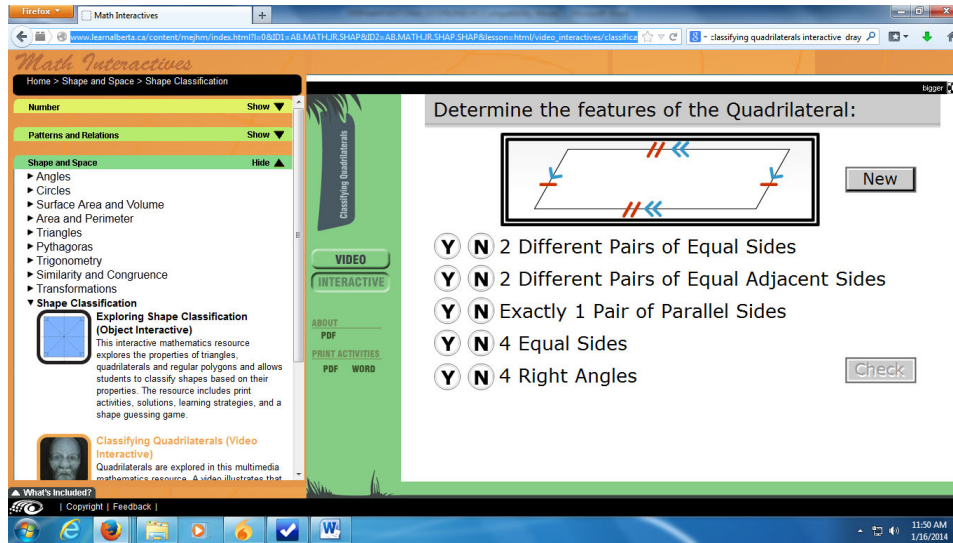 Firefox
Math Interactives
+
www.learnalberta.ca/content/mejhm/index.html?l=0&ID1=AB.MATH.JR.SHAP&ID2=AB.MATH.JR.SHAP.SHAP&lesson=html/video_interactives/classifica
- classifying quadrilaterals interactive dray
Math Interactives
Home > Shape and Space > Shape Classification
bigger
Number Show
Patterns and Relations Show
Shape and Space Hide
Angles
Circles
Surface Area and Volume
Area and Perimeter
Triangles
Pythagoras
Trigonometry
Similarity and Congruence
Transformations
Shape Classification
Exploring Shape Classification
(Object Interactive)
This interactive mathematics resource
explores the properties of triangles,
quadrilaterals and regular polygons and allows
students to classify shapes based on their
properties. The resource includes print
activities, solutions, learning strategies, and a
shape guessing game.
Classifying Quadrilaterals (Video
Interactive)
Quadrilaterals are explored in this multimedia
mathematics resource. A video illustrates that
Classifying Quadrilaterals
VIDEO
INTERACTIVE
ABOUT
PDF
PRINT ACTIVITIES
PDF WORD
Determine the features of the Quadrilateral:
New
Y N 2 Different Pairs of Equal Sides
Y N 2 Different Pairs of Equal Adjacent Sides
Y N Exactly 1 Pair of Parallel Sides
Y N 4 Equal Sides
Y N 4 Right Angles
Check
What's Included?
| Copyright | Feedback |
11:50 AM
1/16/2014